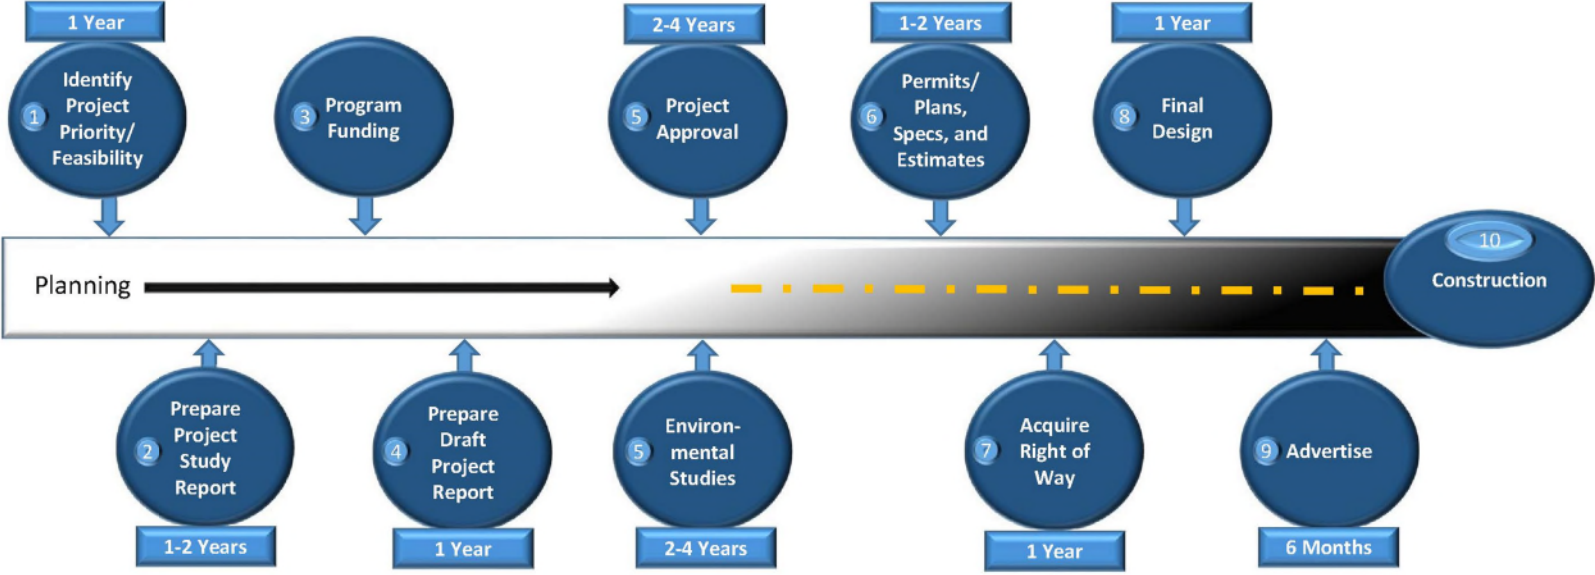 1 Year
1
Identify
Project
Priority/
Feasibility
3
Program
Funding
2-4 Years
5
Project
Approval
1-2 Years
6
Permits/
Plans,
Specs, and
Estimates
1 Year
8
Final
Design
Planning
10
Construction
2
Prepare
Project
Study
Report
1-2 Years
4
Prepare
Draft
Project
Report
1 Year
5
Environ-
mental
Studies
2-4 Years
7
Acquire
Right of
Way
1 Year
9
Advertise
6 Months